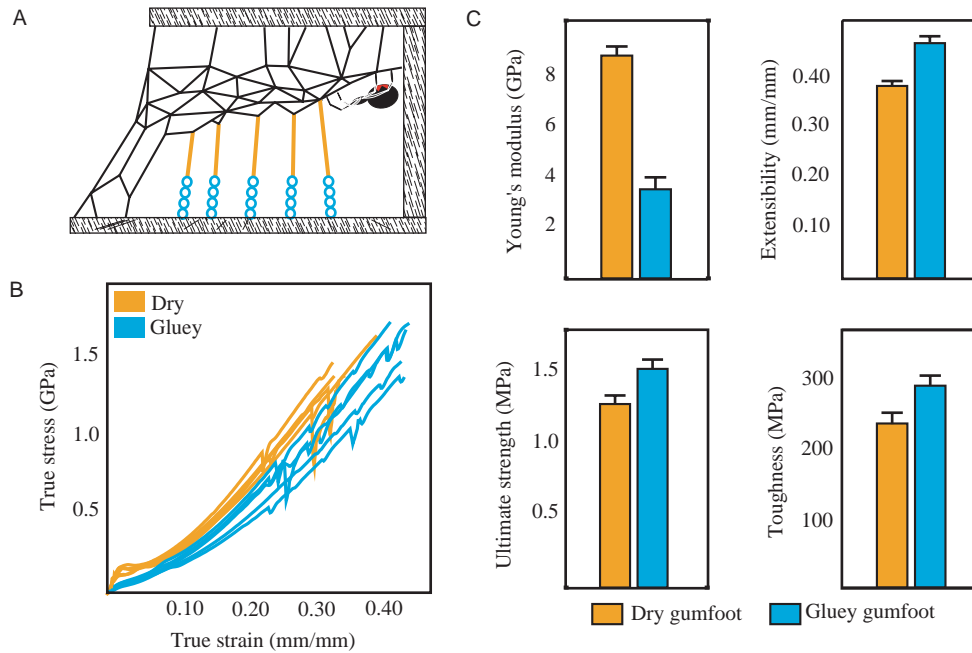 A
B
Dry
Gluey
True stress (GPa)
1.5
1.0
0.5
0.10
0.20
0.30
0.40
True strain (mm/mm)
C
Young's modulus (GPa)
8
6
4
2
Extensibility (mm/mm)
0.40
0.30
0.20
0.10
Ultimate strength (MPa)
1.5
1.0
0.5
Toughness (MPa)
300
200
100
Dry gumfoot
Gluey gumfoot